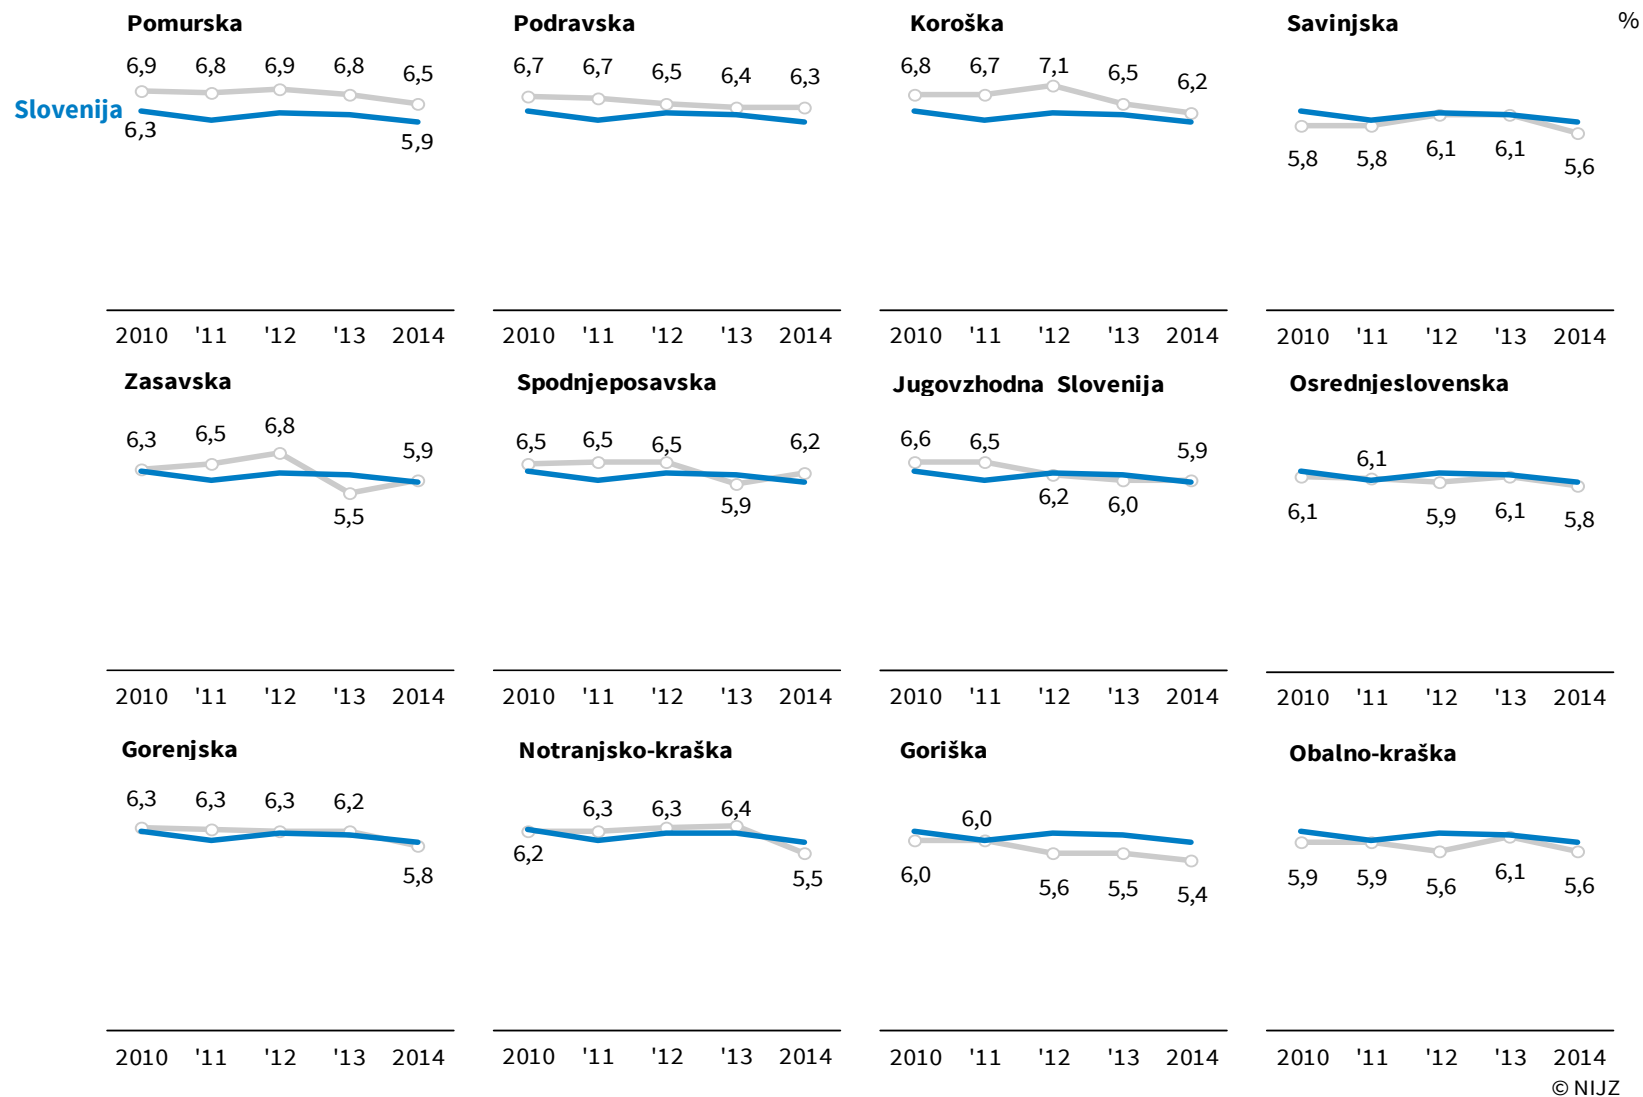 Pomurska
Podravska
Koroška
Savinjska
%
6,9 6,8 6,9 6,8 6,5
6,7 6,7 6,5 6,4 6,3
6,8 6,7 7,1 6,5 6,2
Slovenija
6,3 5,9
5,8 5,8 6,1 6,1 5,6
2010 '11 '12 '13 2014
2010 '11 '12 '13 2014
2010 '11 '12 '13 2014
2010 '11 '12 '13 2014
Zasavska
Spodnjeposavska
Jugovzhodna Slovenija
Osrednjeslovenska
6,3 6,5 6,8 5,5 5,9
6,5 6,5 6,5 5,9 6,2
6,6 6,5 6,2 6,0 5,9
6,1 6,1 5,9 6,1 5,8
2010 '11 '12 '13 2014
2010 '11 '12 '13 2014
2010 '11 '12 '13 2014
2010 '11 '12 '13 2014
Gorenjska
Notranjsko-kraška
Goriška
Obalno-kraška
6,3 6,3 6,3 6,2 5,8
6,2 6,3 6,3 6,4 5,5
6,0 6,0 5,6 5,5 5,4
5,9 5,9 5,6 6,1 5,6
2010 '11 '12 '13 2014
2010 '11 '12 '13 2014
2010 '11 '12 '13 2014
2010 '11 '12 '13 2014
© NIJZ